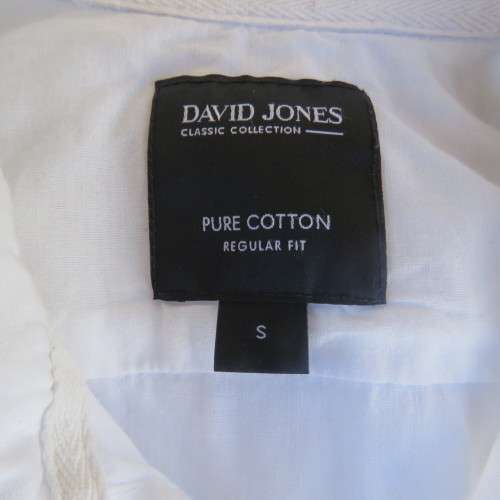 DAVID JONES
CLASSIC COLLECTION
PURE COTTON
REGULAR FIT
S